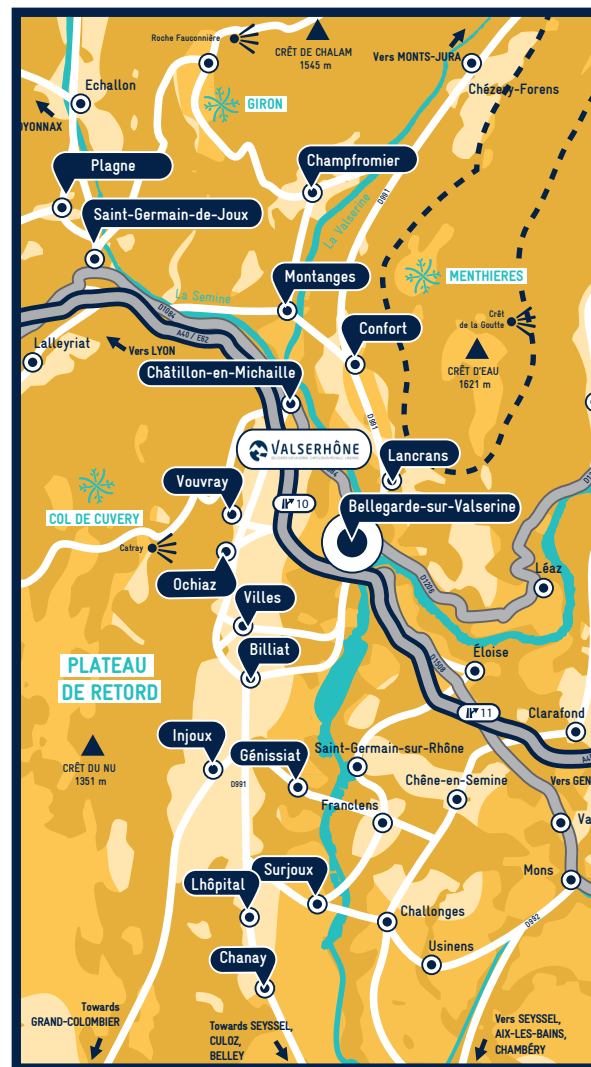 Roche Fauconnière
CRÊT DE CHALAM
1545 m
Vers MONTS-JURA
Echallon
GIRON
Chézery-Forens
OYONNAX
Plagne
Champfromier
D991
Saint-Germain-de-Joux
La Valserine
Montanges
MENTHIERES
La Semine
D1084
A40 / E62
Confort
Crêt
de la Goutte
Lalleyriat
Vers LYON
CRÊT D'EAU
1621 m
Châtillon-en-Michaille
D991
VALSERHÔNE
Lancrans
Vouvray
10
Bellegarde-sur-Valserine
COL DE CUVERY
Catray
Ochiaz
Léaz
D1206
Villes
PLATEAU
DE RETORD
Billiat
Éloise
D1508
11
Clarafond
Injoux
Génissiat
Saint-Germain-sur-Rhône
CRÊT DU NU
1351 m
D991
Chêne-en-Semine
Vers GEN
Franclens
Va
Surjoux
Mons
Lhôpital
Challonges
D992
Usinens
Chanay
Towards
GRAND-COLOMBIER
Towards SEYSSEL,
CULOZ,
BELLEY
Vers SEYSSEL,
AIX-LES-BAINS,
CHAMBÉRY